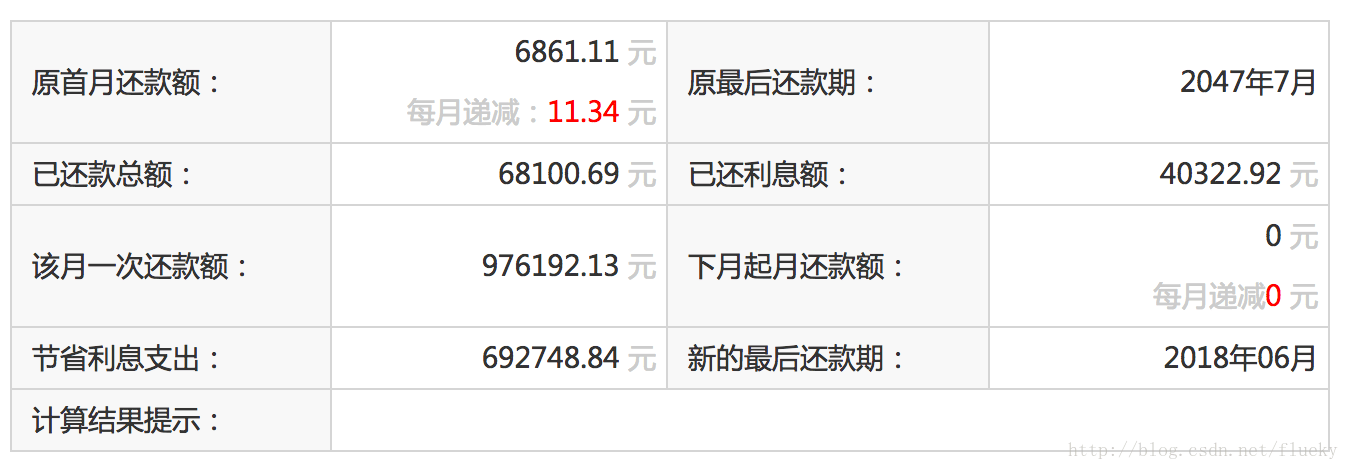 原首月还款额：
6861.11 元
每月递减：11.34 元
原最后还款期：
2047年7月
已还款总额：
68100.69 元
已还利息额：
40322.92 元
该月一次还款额：
976192.13 元
下月起月还款额：
0 元
每月递减0 元
节省利息支出：
692748.84 元
新的最后还款期：
2018年06月
计算结果提示：
http://blog.csdn.net/flueky